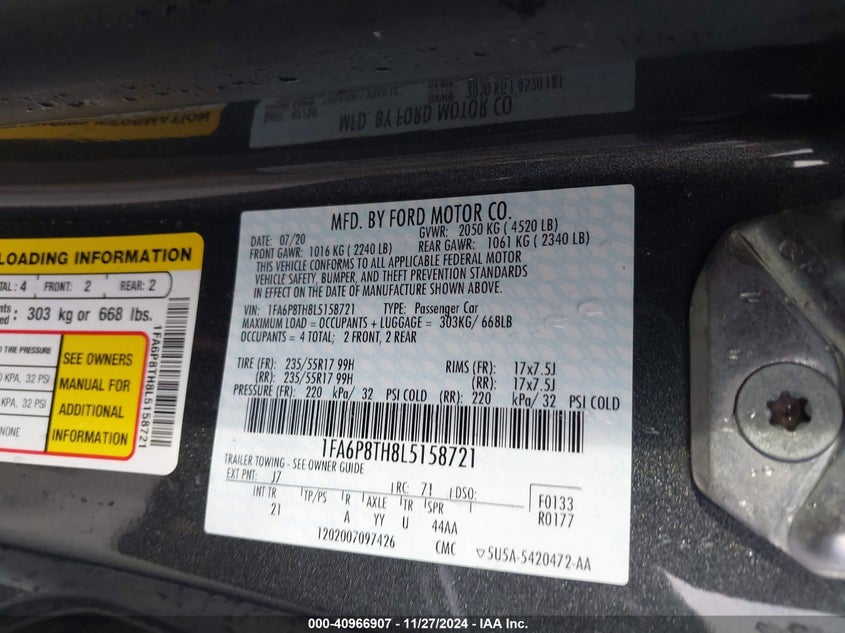 MFD. BY FORD MOTOR CO.
DATE: 07/20 GVWR: 2050 KG ( 4520 LB)
FRONT GAWR: 1016 KG ( 2240 LB) REAR GAWR: 1061 KG ( 2340 LB)
THIS VEHICLE CONFORMS TO ALL APPLICABLE FEDERAL MOTOR
VEHICLE SAFETY, BUMPER, AND THEFT PREVENTION STANDARDS
IN EFFECT ON THE DATE OF MANUFACTURE SHOWN ABOVE.
VIN: 1FA6P8TH8L5158721 TYPE: Passenger Car
MAXIMUM LOAD = OCCUPANTS + LUGGAGE = 303KG/ 668LB
OCCUPANTS = 4 TOTAL; 2 FRONT, 2 REAR
TIRE (FR): 235/55R17 99H RIMS (FR): 17x7.5J
(RR): 235/55R17 99H (RR): 17x7.5J
PRESSURE (FR): 220 kPa/ 32 PSI COLD (RR): 220 kPa/ 32 PSI COLD
1FA6P8TH8L5158721
TRAILER TOWING - SEE OWNER GUIDE
EXT PNT: J7 RC: 71 DSO:
INT TR TP/PS R AXLE TR SPR
21 A YY U 44AA
F0133
R0177
1202007097426 CMC ▽5U5A-5420472-AA
LOADING INFORMATION
TAL : 4 FRONT: 2 REAR: 2
303 kg or 668 lbs.
TIRE PRESSURE
KPA, 32 PSI
KPA, 32 PSI
NONE
SEE OWNERS
MANUAL FOR
ADDITIONAL
INFORMATION
1FA6P8TH8L5158721
MFD. BY FORD MOTOR CO.
000-40966907 - 11/27/2024 - IAA Inc.